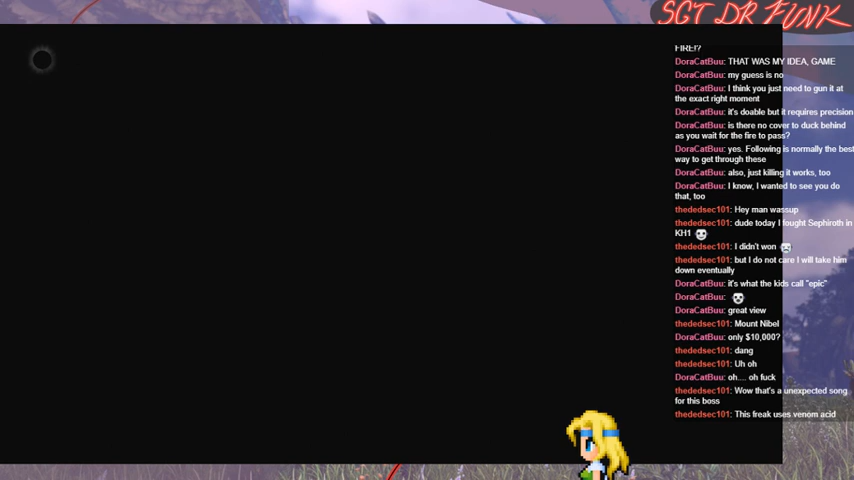 SGT DR FUNK
FIRE!?
DoraCatBuu: THAT WAS MY IDEA, GAME
DoraCatBuu: my guess is no
DoraCatBuu: I think you just need to gun it at
the exact right moment
DoraCatBuu: it's doable but it requires precision
DoraCatBuu: is there no cover to duck behind
as you wait for the fire to pass?
DoraCatBuu: yes. Following is normally the best
way to get through these
DoraCatBuu: also, just killing it works, too
DoraCatBuu: I know, I wanted to see you do
that, too
thededsec101: Hey man wassup
thededsec101: dude today I fought Sephiroth in
KH1
thededsec101: I didn't won
thededsec101: but I do not care I will take him
down eventually
DoraCatBuu: it's what the kids call "epic"
DoraCatBuu:
DoraCatBuu: great view
thededsec101: Mount Nibel
DoraCatBuu: only $10,000?
thededsec101: dang
thededsec101: Uh oh
DoraCatBuu: oh.... oh fuck
thededsec101: Wow that's a unexpected song
for this boss
thededsec101: This freak uses venom acid